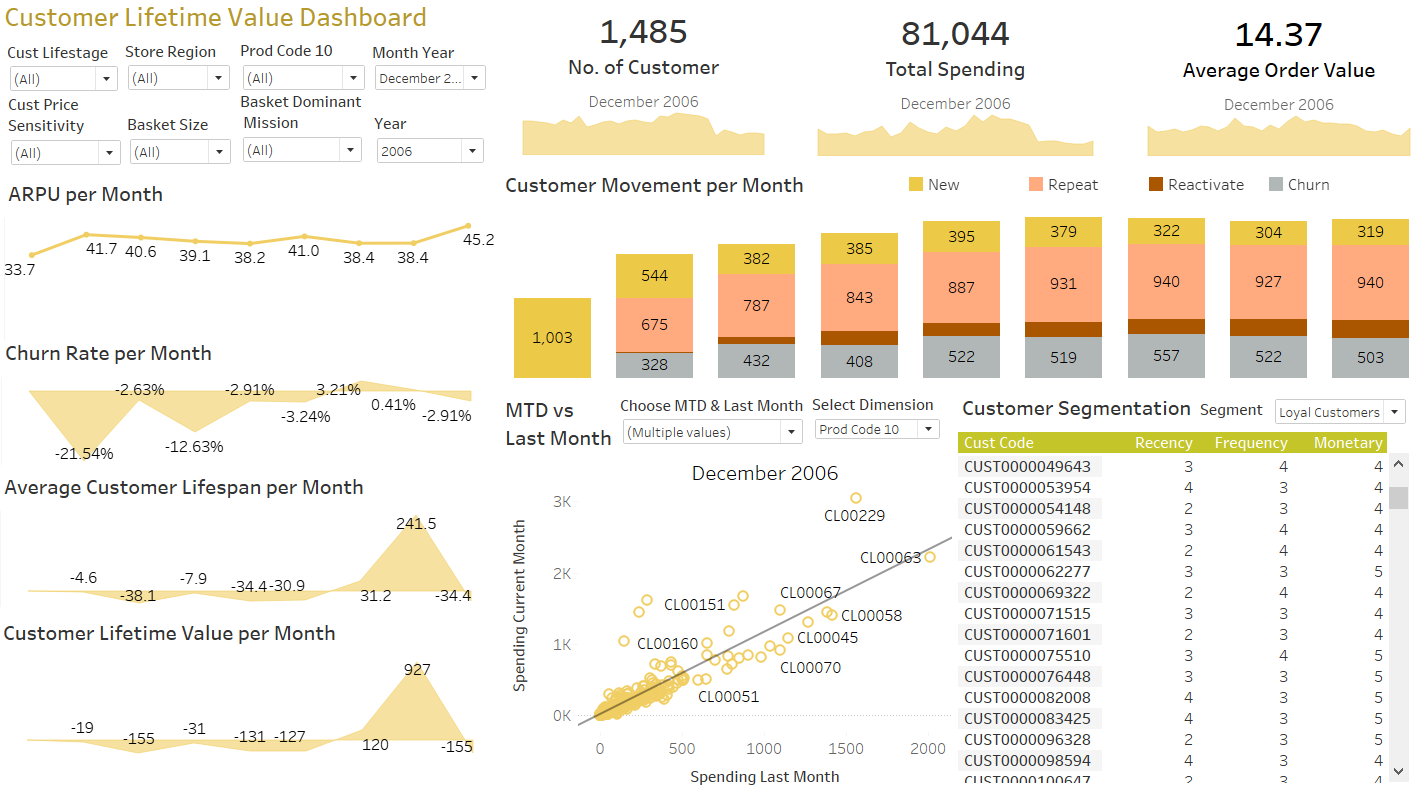 Customer Lifetime Value Dashboard
Cust Lifestage
(All)
Store Region
(All)
Prod Code 10
(All)
Month Year
December 2...
Cust Price
Sensitivity
(All)
Basket Size
(All)
Basket Dominant
Mission
(All)
Year
2006
1,485
No. of Customer
December 2006
81,044
Total Spending
December 2006
14.37
Average Order Value
December 2006
ARPU per Month
33.7
41.7
40.6
39.1
38.2
41.0
38.4
38.4
45.2
Churn Rate per Month
-21.54%
-2.63%
-12.63%
-2.91%
-3.24%
3.21%
0.41%
-2.91%
Average Customer Lifespan per Month
-4.6
-38.1
-7.9
-34.4
-30.9
31.2
241.5
-34.4
Customer Lifetime Value per Month
-19
-155
-31
-131
-127
120
927
-155
Customer Movement per Month
New
Repeat
Reactivate
Churn
1,003
544
675
328
382
787
432
385
843
408
395
887
522
379
931
519
322
940
557
304
927
522
319
940
503
MTD vs
Last Month
Choose MTD & Last Month
(Multiple values)
Select Dimension
Prod Code 10
December 2006
Spending Current Month
3K
2K
1K
0K
CL00229
CL00063
CL00067
CL00151
CL00058
CL00160
CL00045
CL00070
CL00051
0
500
1000
1500
2000
Spending Last Month
Customer Segmentation
Segment
Loyal Customers
Cust Code Recency Frequency Monetary
CUST0000049643 3 4 4
CUST0000053954 4 3 4
CUST0000054148 2 3 4
CUST0000059662 3 4 4
CUST0000061543 2 4 4
CUST0000062277 3 3 5
CUST0000069322 2 4 4
CUST0000071515 3 3 4
CUST0000071601 2 3 4
CUST0000075510 3 4 5
CUST0000076448 3 3 5
CUST0000082008 4 3 5
CUST0000083425 4 3 5
CUST0000096328 2 3 5
CUST0000098594 4 3 4
CUST0000100647 2 3 4